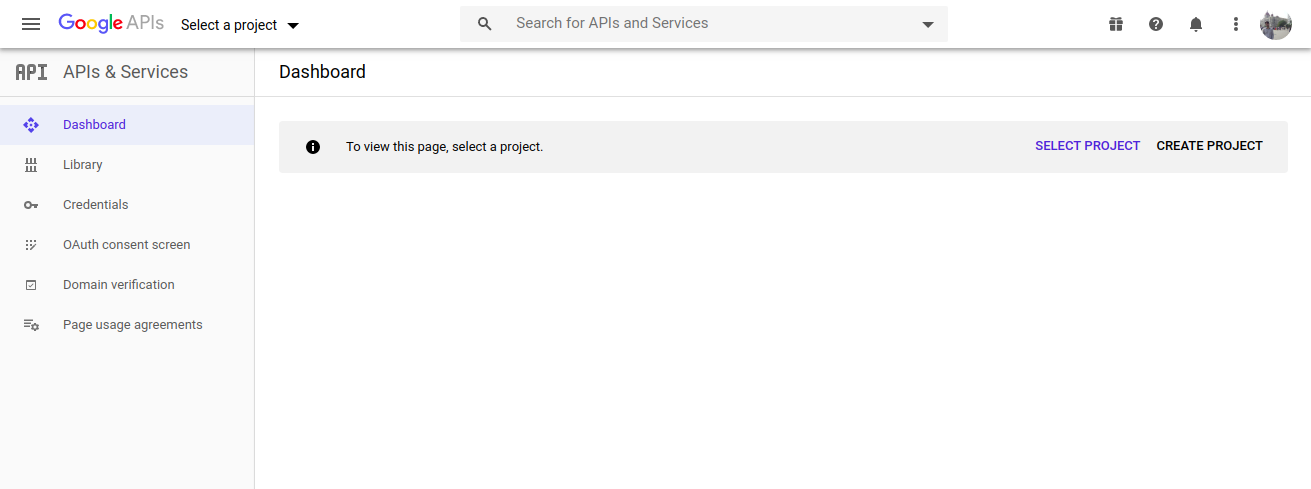 Google APIs Select a project Search for APIs and Services
API APIs & Services
Dashboard
Dashboard
Library
Credentials
OAuth consent screen
Domain verification
Page usage agreements
To view this page, select a project. SELECT PROJECT CREATE PROJECT